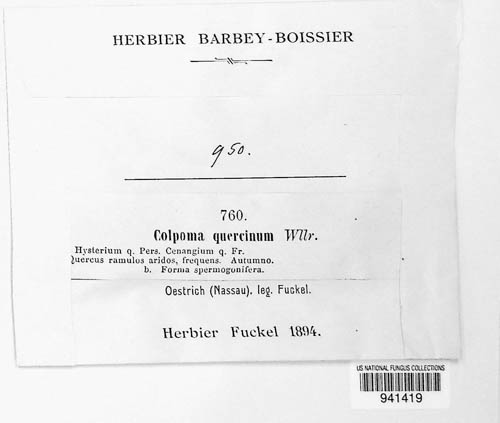 HERBIER BARBEY-BOISSIER
950.
760.
Colpoma quercinum Wllr.
Hysterium q. Pers. Cenangium q. Fr.
Quercus ramulos aridos, frequens. Autumno.
b. Forma spermogonifera.
Oestrich (Nassau). leg. Fuckel.
Herbier Fuckel 1894.
US NATIONAL FUNGUS COLLECTIONS
941419